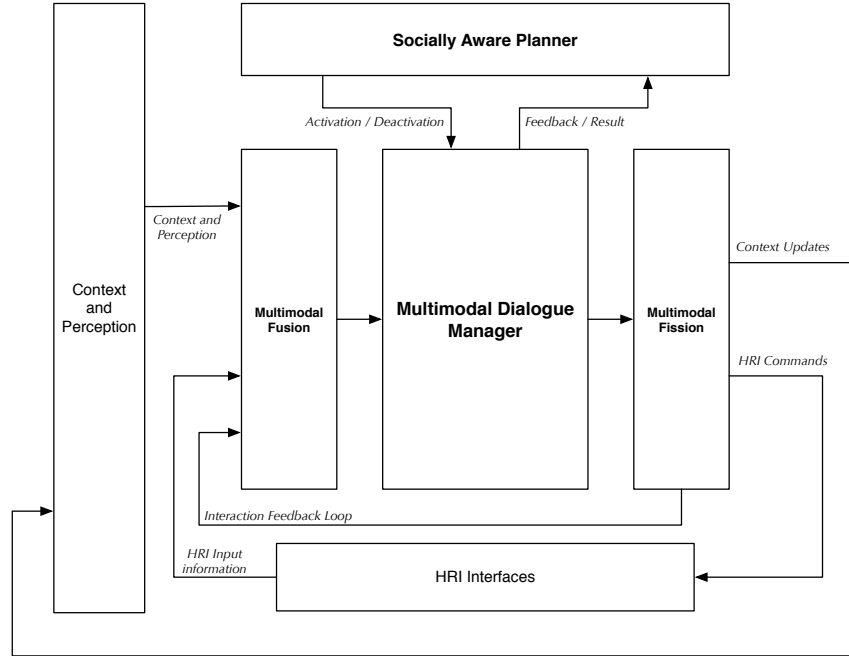 Socially Aware Planner
Activation / Deactivation
Feedback / Result
Context and
Perception
Context Updates
Context
and
Perception
Multimodal
Fusion
Multimodal Dialogue
Manager
Multimodal
Fission
HRI Commands
Interaction Feedback Loop
HRI Input
information
HRI Interfaces